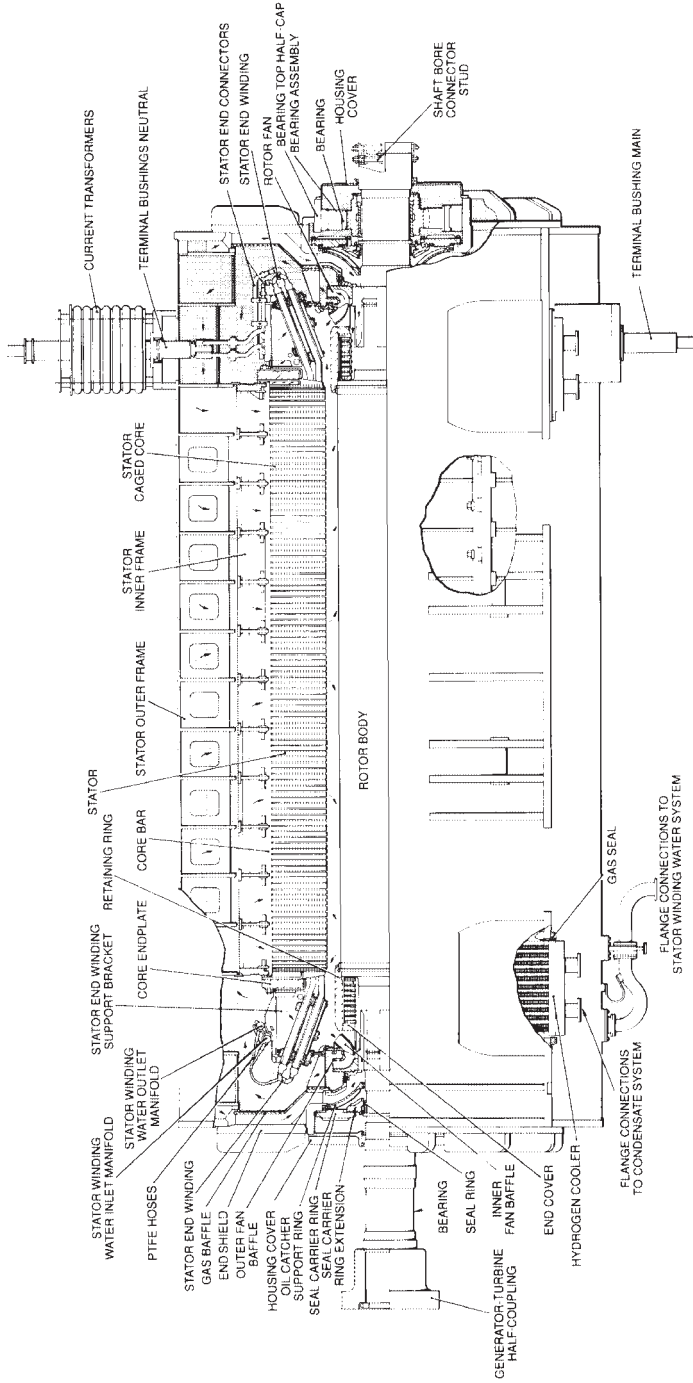 CURRENT TRANSFORMERS
TERMINAL BUSHINGS NEUTRAL
STATOR END CONNECTORS
STATOR END WINDING
ROTOR FAN
BEARING TOP HALF-CAP
BEARING ASSEMBLY
BEARING
HOUSING
COVER
SHAFT BORE
CONNECTOR
STUD
TERMINAL BUSHING MAIN
STATOR
CAGED CORE
STATOR
INNER FRAME
STATOR OUTER FRAME
STATOR
CORE BAR
RETAINING RING
CORE ENDPLATE
STATOR END WINDING
SUPPORT BRACKET
STATOR WINDING
WATER OUTLET
MANIFOLD
STATOR WINDING
WATER INLET MANIFOLD
PTFE HOSES
STATOR END WINDING
GAS BAFFLE
END SHIELD
OUTER FAN
BAFFLE
HOUSING COVER
OIL CATCHER
SUPPORT RING
SEAL CARRIER RING
SEAL CARRIER
RING EXTENSION
ROTOR BODY
GENERATOR-TURBINE
HALF-COUPLING
BEARING
SEAL RING
INNER
FAN BAFFLE
END COVER
HYDROGEN COOLER
FLANGE CONNECTIONS
TO CONDENSATE SYSTEM
GAS SEAL
FLANGE CONNECTIONS TO
STATOR WINDING WATER SYSTEM